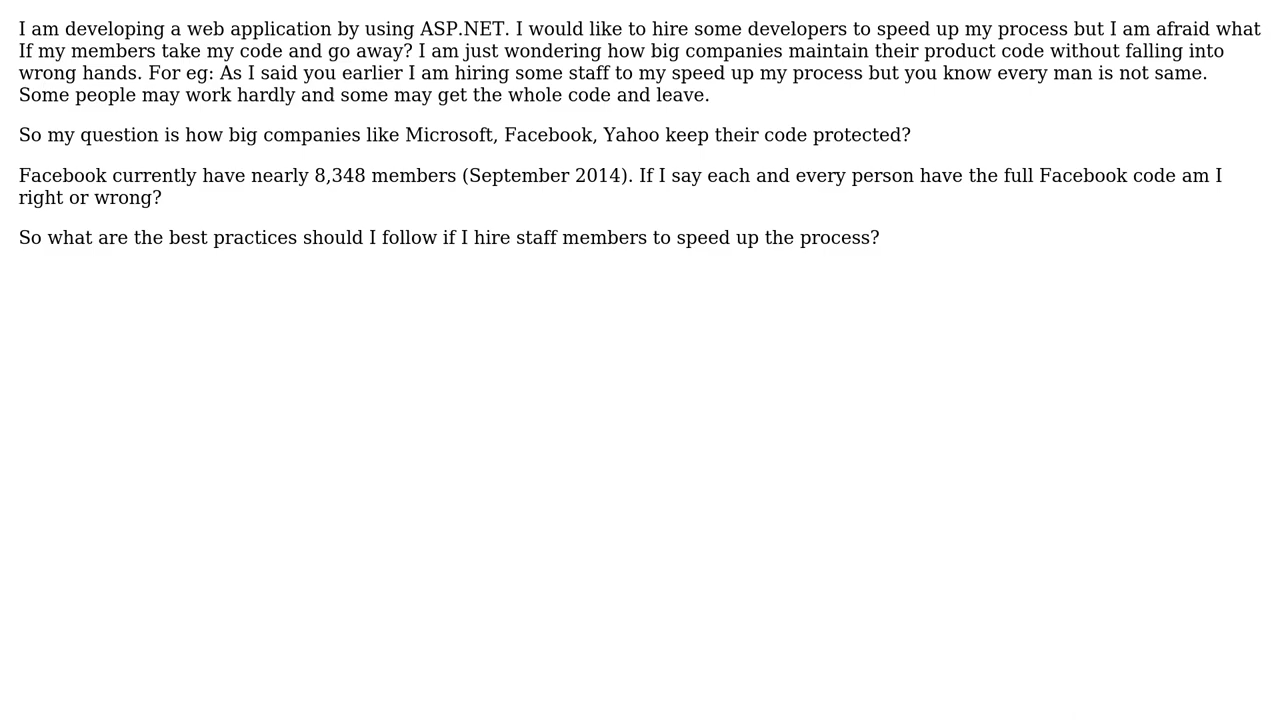 I am developing a web application by using ASP.NET. I would like to hire some developers to speed up my process but I am afraid what
If my members take my code and go away? I am just wondering how big companies maintain their product code without falling into
wrong hands. For eg: As I said you earlier I am hiring some staff to my speed up my process but you know every man is not same.
Some people may work hardly and some may get the whole code and leave.
So my question is how big companies like Microsoft, Facebook, Yahoo keep their code protected?
Facebook currently have nearly 8,348 members (September 2014). If I say each and every person have the full Facebook code am I
right or wrong?
So what are the best practices should I follow if I hire staff members to speed up the process?